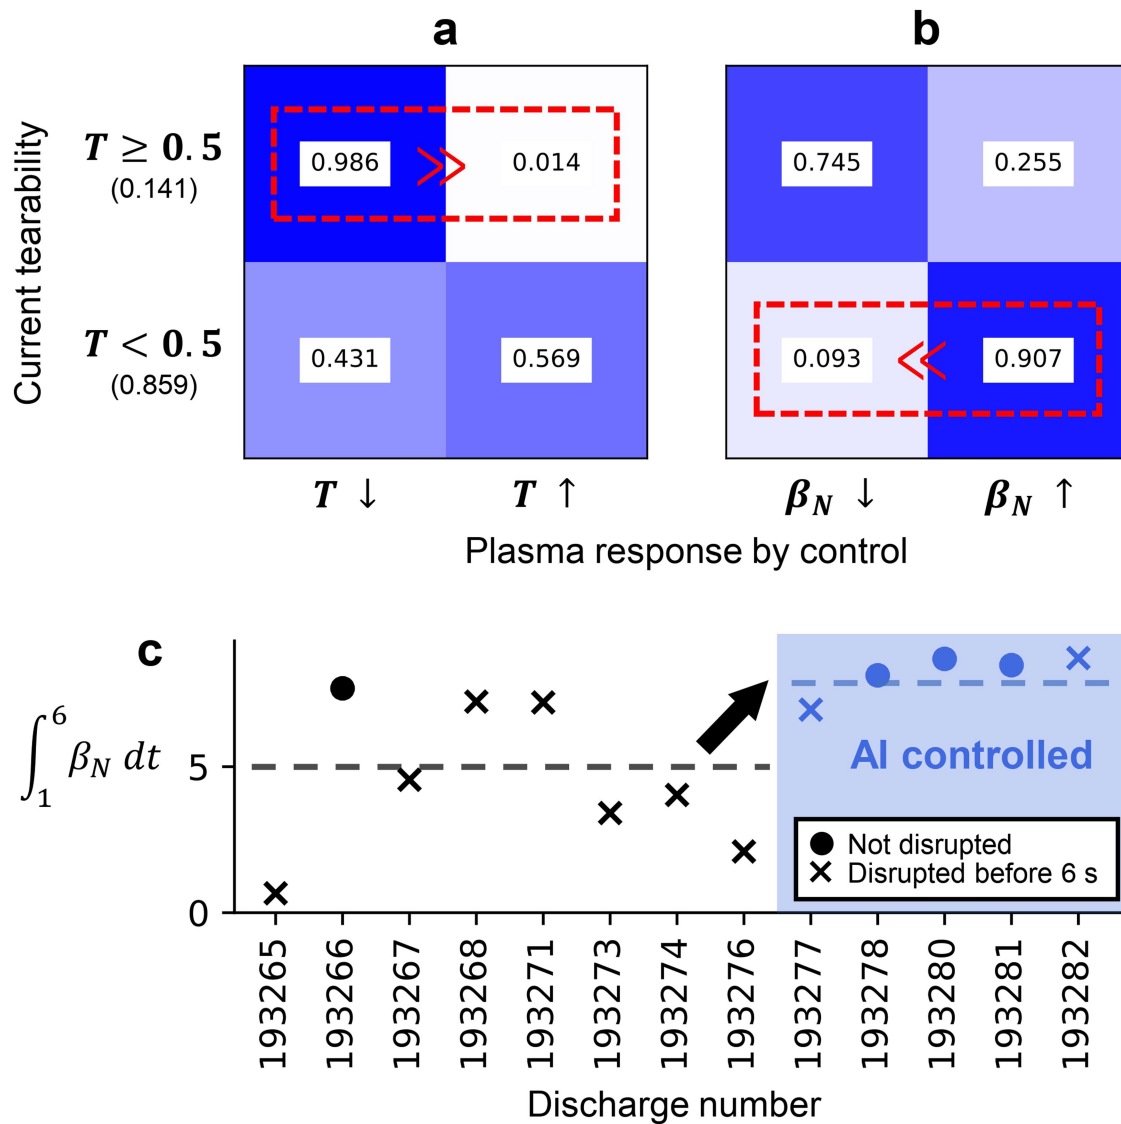 a
b
Current tearability
T ≥ 0.5
(0.141)
0.986 >> 0.014
0.745 0.255
T < 0.5
(0.859)
0.431 0.569
0.093 << 0.907
T ↓ T ↑
β_N ↓ β_N ↑
Plasma response by control
c
∫₁⁶ β_N dt
5
0
AI controlled
Not disrupted
Disrupted before 6 s
193265
193266
193267
193268
193271
193273
193274
193276
193277
193278
193280
193281
193282
Discharge number